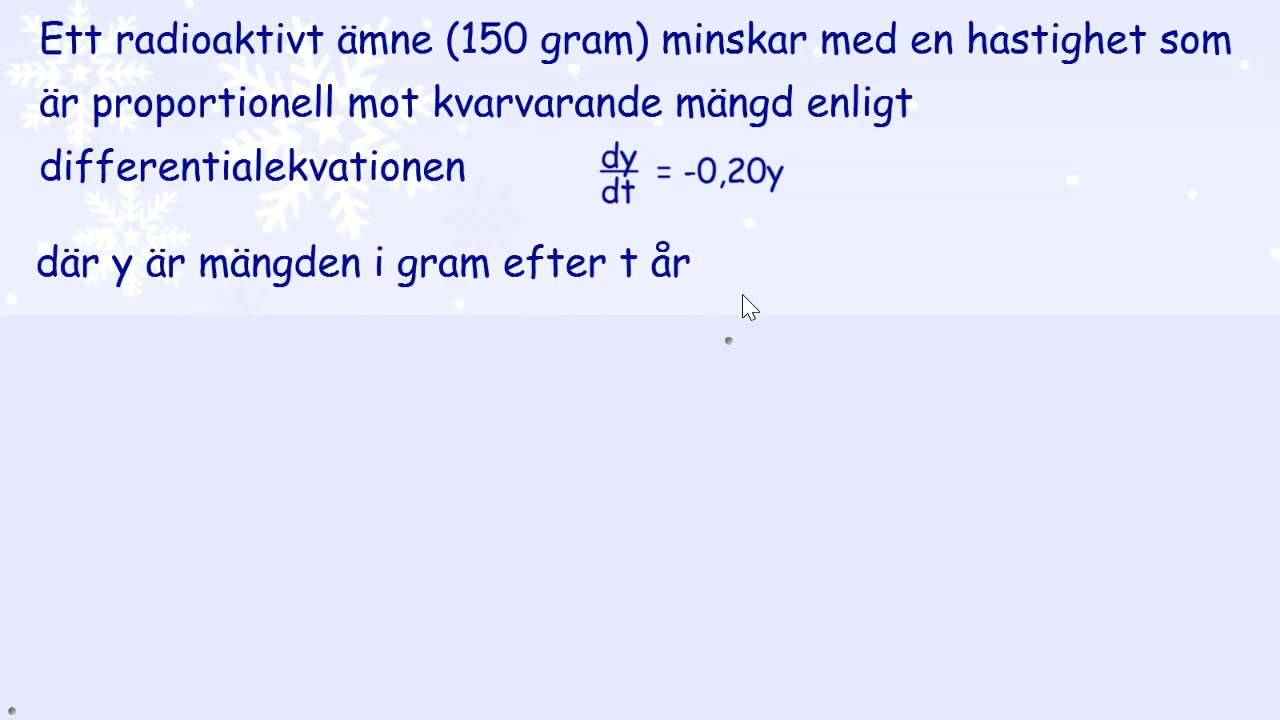 Ett radioaktivt ämne (150 gram) minskar med en hastighet som
är proportionell mot kvarvarande mängd enligt
differentialekvationen dy/dt = -0,20y
där y är mängden i gram efter t år